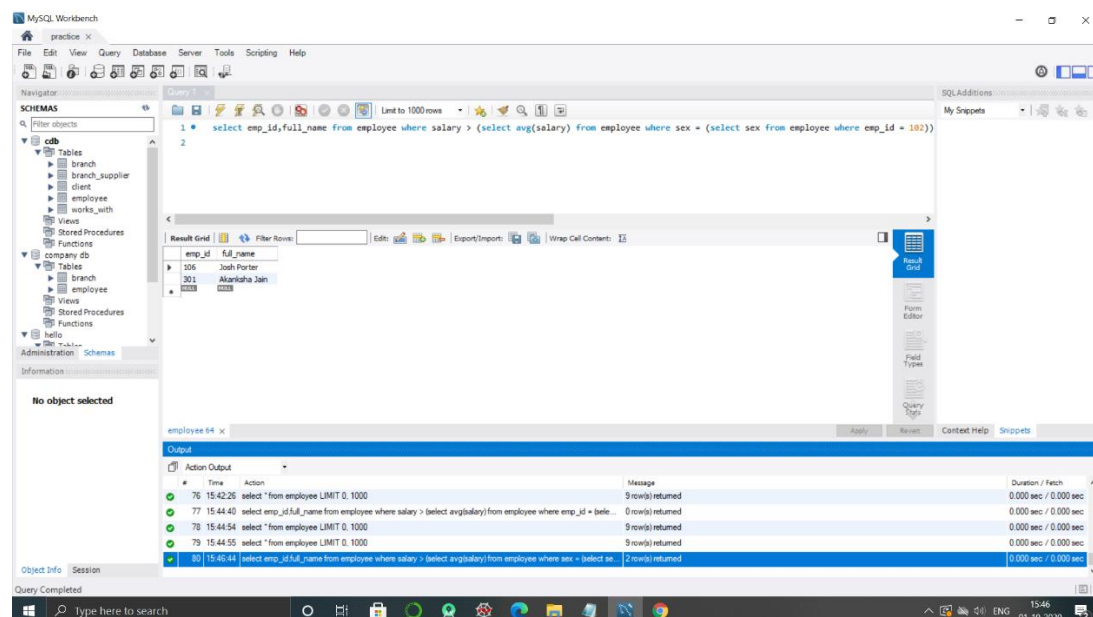 MySQL Workbench
practice
File Edit View Query Database Server Tools Scripting Help
Navigator
Query 1
SQLAdditions
SCHEMAS
Limit to 1000 rows
My Snippets
Filter objects
1 select emp_id,full_name from employee where salary > (select avg(salary) from employee where sex = (select sex from employee where emp_id = 102))
2
cdb
Tables
branch
branch_supplier
client
employee
works_with
Views
Stored Procedures
Functions
company db
Tables
branch
employee
Views
Stored Procedures
Functions
hello
Tables
Administration Schemas
Information
No object selected
Result Grid Filter Rows: Edit: Export/Import: Wrap Cell Content:
emp_id full_name
106 Josh Porter
301 Akanksha Jain
NULL NULL
Result Grid
Form Editor
Field Types
Query Stats
employee 64
Apply Revert
Context Help Snippets
Output
Action Output
# Time Action Message Duration / Fetch
76 15:42:26 select * from employee LIMIT 0, 1000 9 row(s) returned 0.000 sec / 0.000 sec
77 15:44:40 select emp_id,full_name from employee where salary > (select avg(salary) from employee where emp_id = (sele... 0 row(s) returned 0.000 sec / 0.000 sec
78 15:44:54 select * from employee LIMIT 0, 1000 9 row(s) returned 0.000 sec / 0.000 sec
79 15:44:55 select * from employee LIMIT 0, 1000 9 row(s) returned 0.000 sec / 0.000 sec
80 15:46:44 select emp_id,full_name from employee where salary > (select avg(salary) from employee where sex = (select se... 2 row(s) returned 0.000 sec / 0.000 sec
Object Info Session
Query Completed
Type here to search
ENG
15:46
01-10-2020